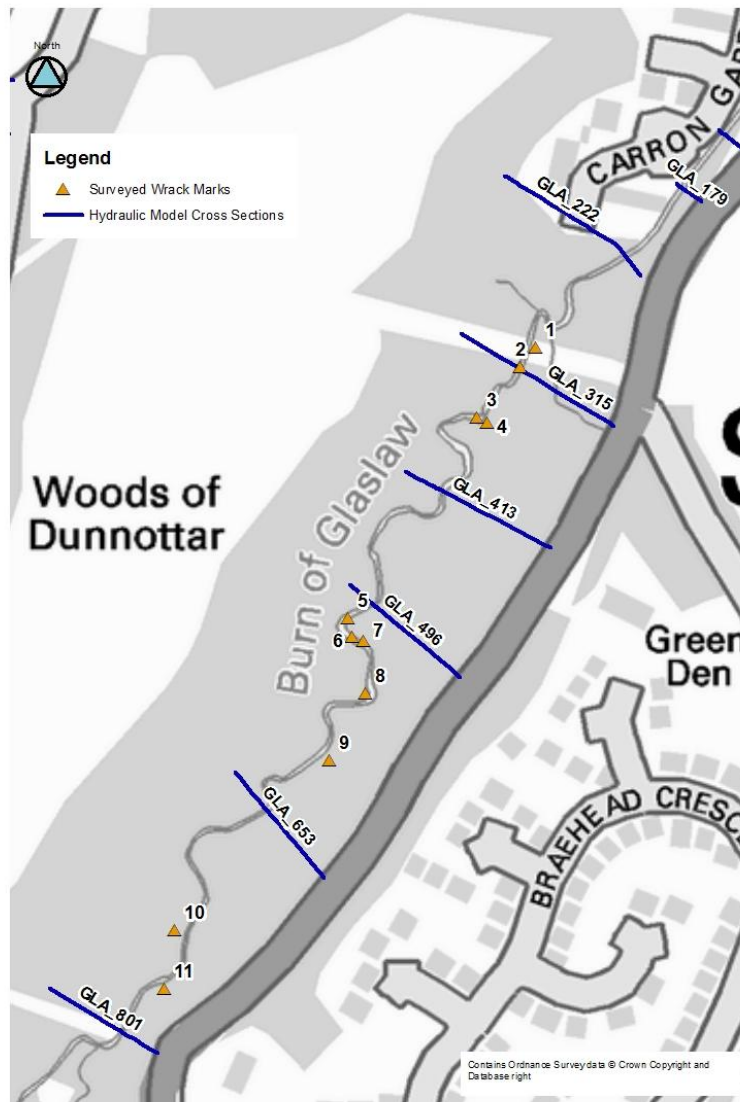 North
Legend
Surveyed Wrack Marks
Hydraulic Model Cross Sections
CARRON GA
GLA_179
GLA_222
1
2
GLA_315
3
4
S
Woods of
Dunnottar
Burn of Glaslaw
GLA_413
5
GLA_496
6
7
Green
Den
8
9
GLA_653
BRAEHEAD CRESC
10
11
GLA_801
Contains Ordnance Survey data © Crown Copyright and
Database right